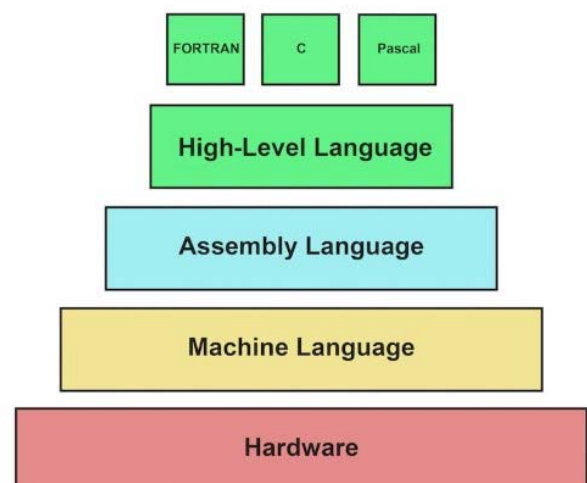 FORTRAN C Pascal
High-Level Language
Assembly Language
Machine Language
Hardware